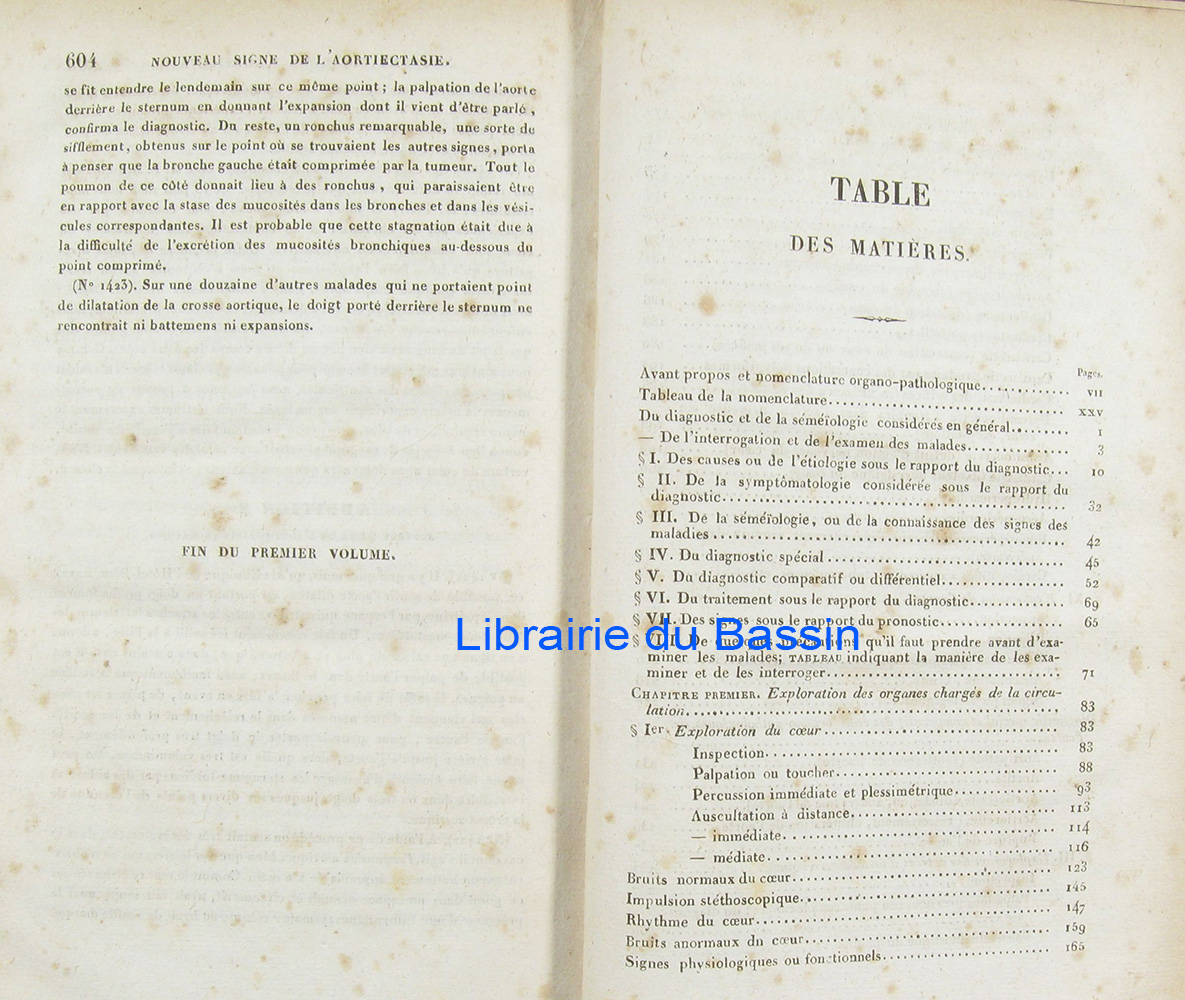 604 NOUVEAU SIGNE DE L'AORTIECTASIE.
se fit entendre le lendemain sur ce même point ; la palpation de l'aorte
derrière le sternum en donnant l'expansion dont il vient d'être parlé ,
confirma le diagnostic. Du reste, un ronchus remarquable, une sorte de
sifflement, obtenus sur le point où se trouvaient les autres signes, porta
à penser que la bronche gauche était comprimée par la tumeur. Tout le
poumon de ce côté donnait lieu à des ronchus , qui paraissaient être
en rapport avec la stase des mucosités dans les bronches et dans les vési-
cules correspondantes. Il est probable que cette stagnation était due à
la difficulté de l'excrétion des mucosités bronchiques au-dessous du
point comprimé.
(N° 1423). Sur une douzaine d'autres malades qui ne portaient point
de dilatation de la crosse aortique, le doigt porté derrière le sternum ne
rencontrait ni battemens ni expansions.
FIN DU PREMIER VOLUME.
TABLE
DES MATIÈRES.
Pages.
Avant propos et nomenclature organo-pathologique............ VII
Tableau de la nomenclature................................ XXV
Du diagnostic et de la séméïologie considérés en général......... 1
— De l'interrogation et de l'examen des malades............... 3
§ I. Des causes ou de l'étiologie sous le rapport du diagnostic... 10
§ II. De la symptômatologie considérée sous le rapport du
diagnostic............................................. 32
§ III. De la séméïologie, ou de la connaissance des signes des
maladies .............................................. 42
§ IV. Du diagnostic spécial ................................ 45
§ V. Du diagnostic comparatif ou différentiel................. 52
§ VI. Du traitement sous le rapport du diagnostic............. 69
§ VII. Des signes sous le rapport du pronostic.................. 65
§ VIII. De quelques précautions qu'il faut prendre avant d'exa-
miner les malades; TABLEAU indiquant la manière de les exa-
miner et de les interroger................................ 71
CHAPITRE PREMIER. Exploration des organes chargés de la circu-
lation................................................... 83
§ Ier. Exploration du cœur.................................. 83
Inspection........................................ 83
Palpation ou toucher............................... 88
Percussion immédiate et plessimétrique.............. 93
Auscultation à distance............................ 113
— immédiate..................................... 114
— médiate....................................... 116
Bruits normaux du cœur................................... 123
Impulsion stéthoscopique.................................. 145
Rhythme du cœur.......................................... 147
Bruits anormaux du cœur.................................. 159
Signes physiologiques ou fonctionnels........................ 165
Librairie du Bassin